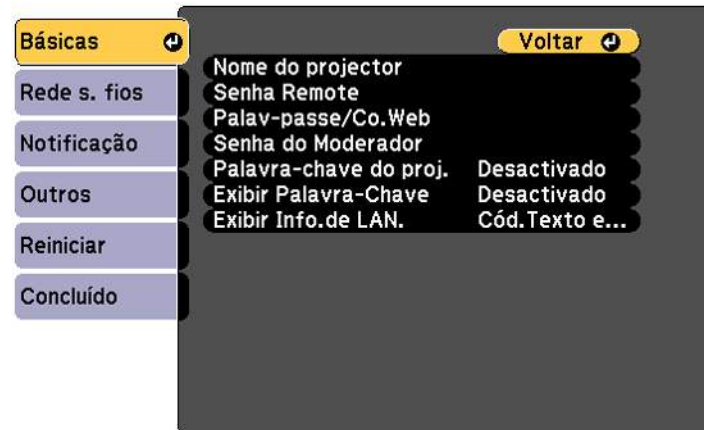 Básicas
Rede s. fios
Notificação
Outros
Reiniciar
Concluído
Voltar
Nome do projector
Senha Remote
Palav-passe/Co.Web
Senha do Moderador
Palavra-chave do proj. Desactivado
Exibir Palavra-Chave Desactivado
Exibir Info.de LAN. Cód.Texto e...